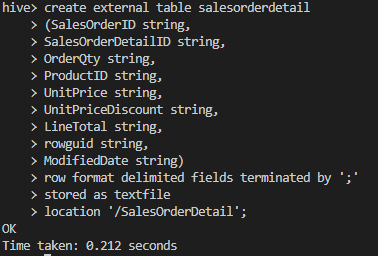 hive> create external table salesorderdetail
> (SalesOrderID string,
> SalesOrderDetailID string,
> OrderQty string,
> ProductID string,
> UnitPrice string,
> UnitPriceDiscount string,
> LineTotal string,
> rowguid string,
> ModifiedDate string)
> row format delimited fields terminated by ';'
> stored as textfile
> location '/SalesOrderDetail';
OK
Time taken: 0.212 seconds